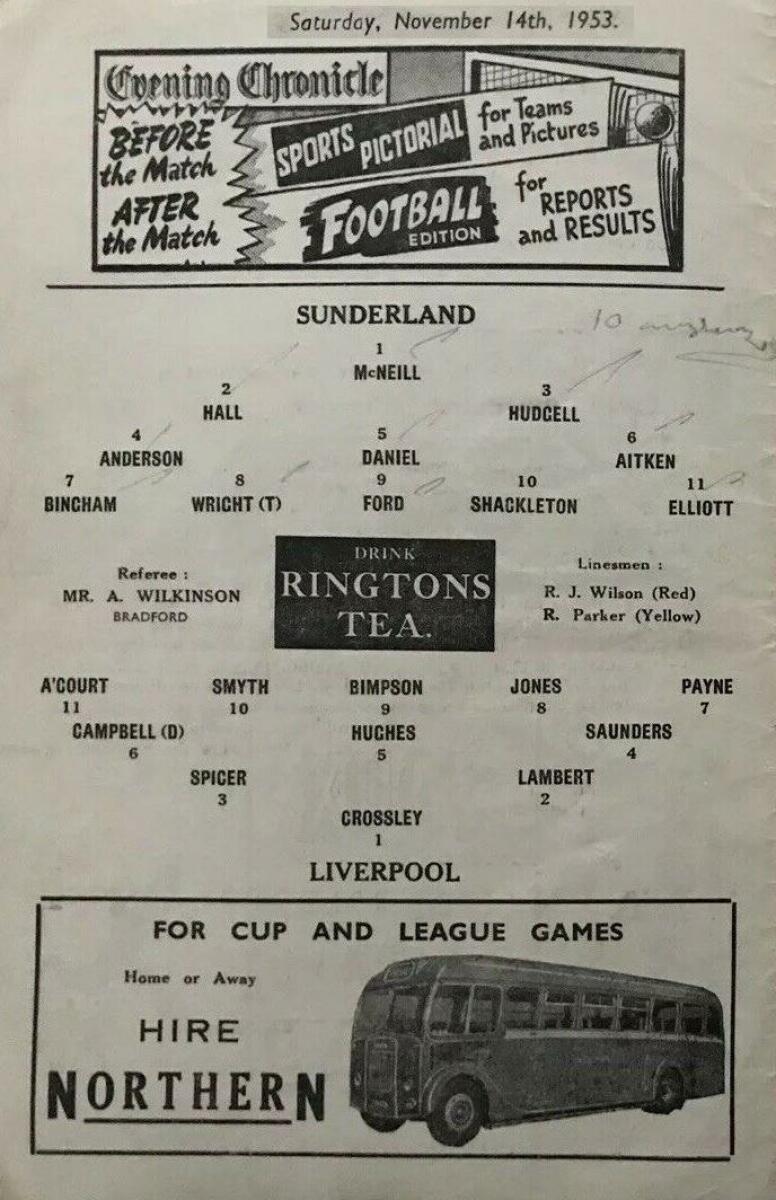 Saturday, November 14th, 1953.
Evening Chronicle
BEFORE
the Match
SPORTS PICTORIAL
for Teams
and Pictures
AFTER
the Match
FOOTBALL
EDITION
for
REPORTS
and RESULTS
SUNDERLAND
10
1
McNEILL
2 3
HALL HUDGELL
4 5 6
ANDERSON DANIEL AITKEN
7 8 9 10 11
BINGHAM WRIGHT (T) FORD SHACKLETON ELLIOTT
Referee :
MR. A. WILKINSON
BRADFORD
DRINK
RINGTONS
TEA.
Linesmen :
R. J. Wilson (Red)
R. Parker (Yellow)
A'COURT SMYTH BIMPSON JONES PAYNE
11 10 9 8 7
CAMPBELL (D) HUGHES SAUNDERS
6 5 4
SPICER LAMBERT
3 2
CROSSLEY
1
LIVERPOOL
FOR CUP AND LEAGUE GAMES
Home or Away
HIRE
NORTHERN